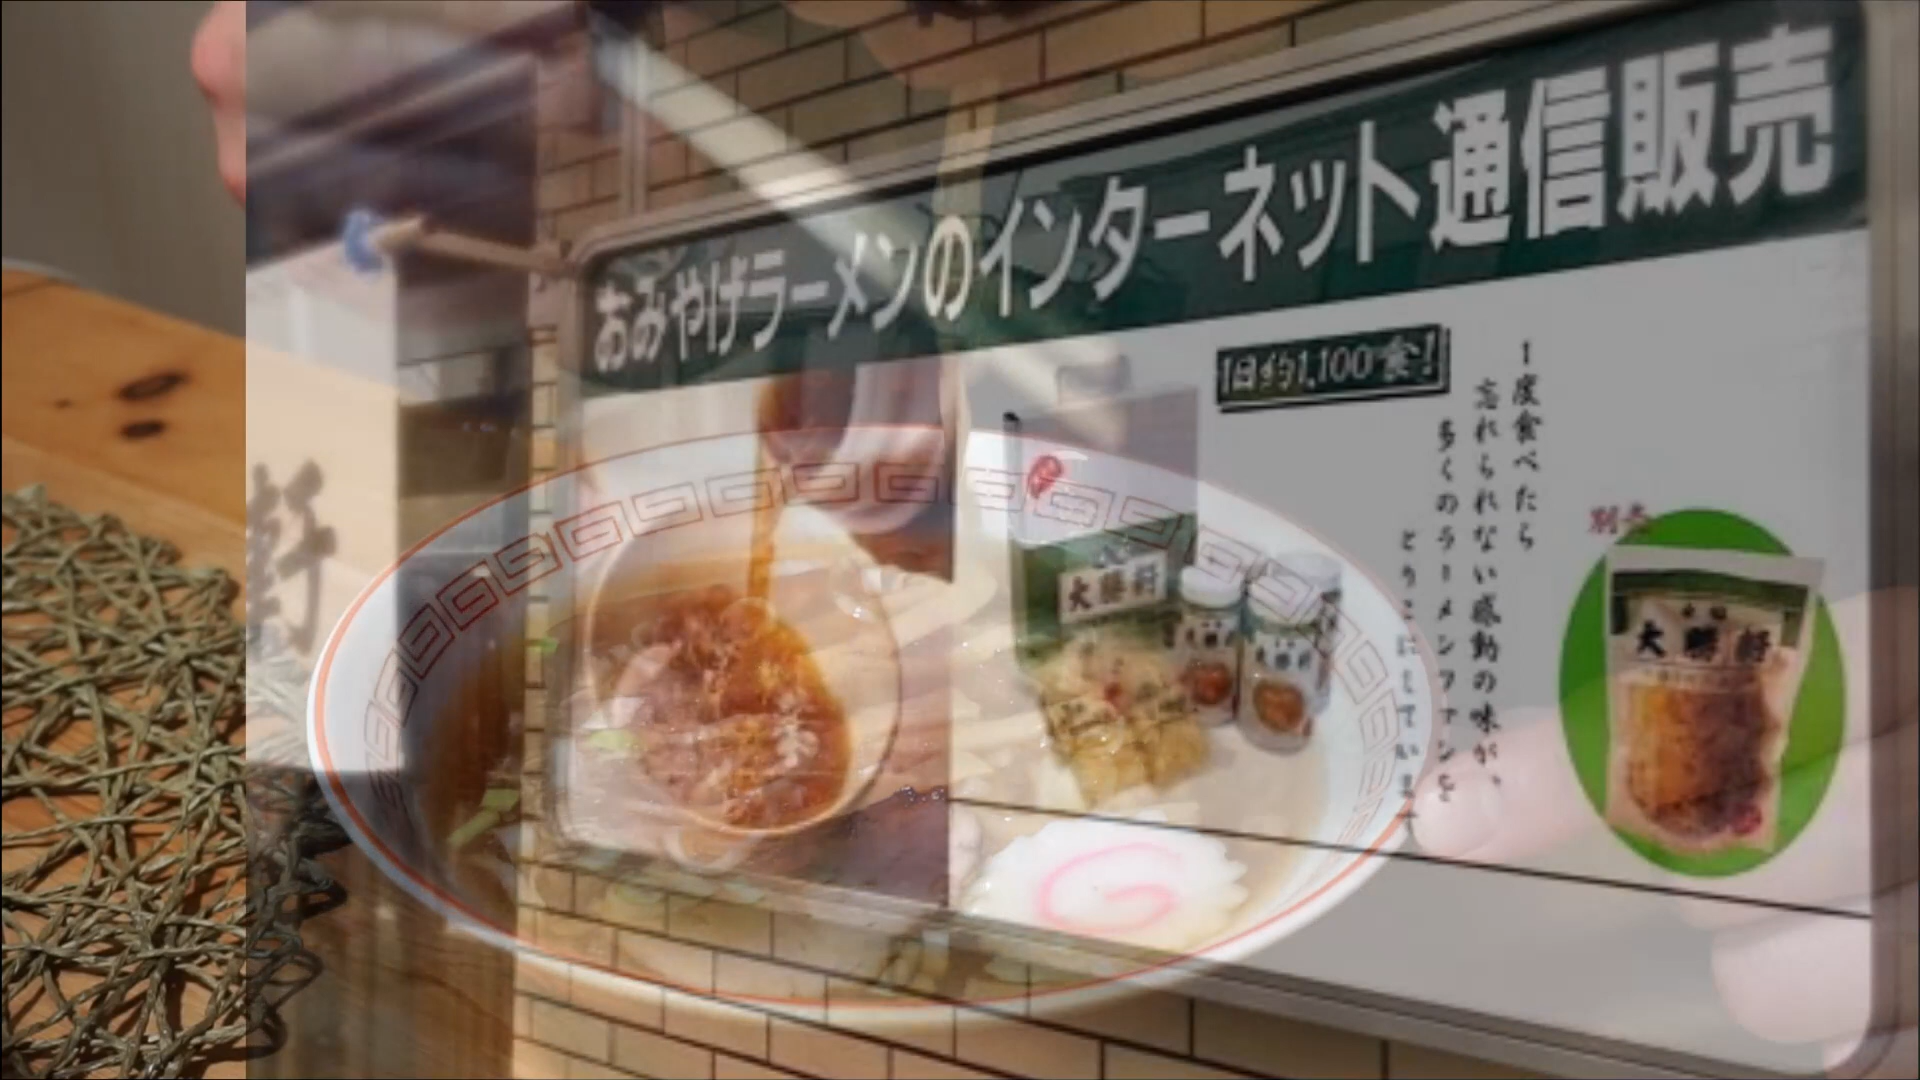 おみやげラーメンのインターネット通信販売
1日約1,100食!
1度食べたら
忘れられない感動の味が、
多くのラーメンファンを
とりこにしています
別売
大勝軒
大勝軒
大勝軒
大勝軒
軒